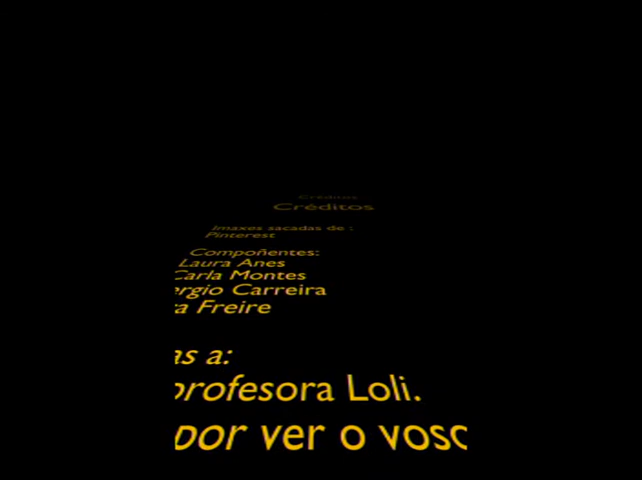 Créditos
Créditos
Imaxes sacadas de :
Pinterest
Compoñentes:
Laura Anes
Carla Montes
ergio Carreira
a Freire
as a:
profesora Loli.
por ver o vosc